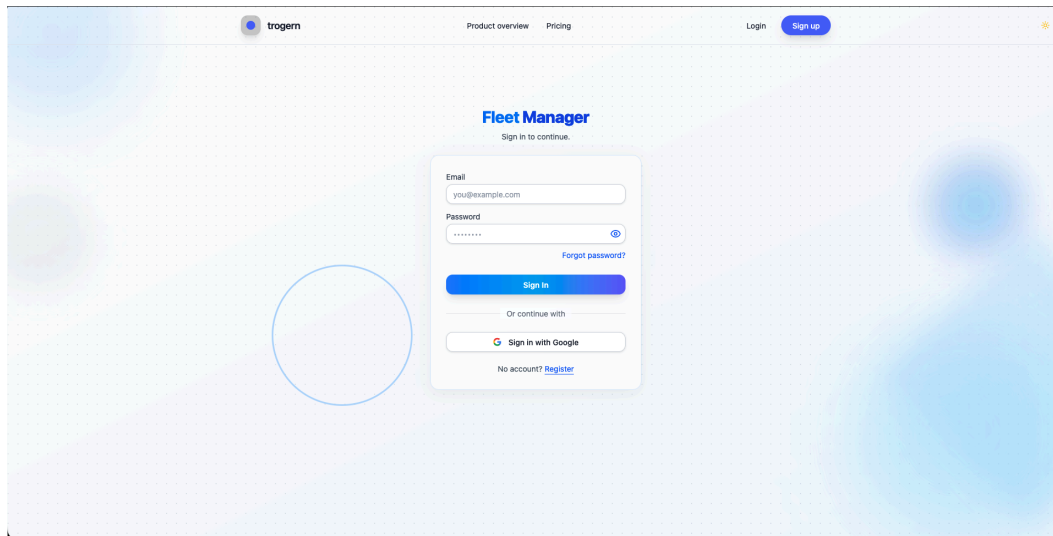 trogern
Product overview Pricing
Login Sign up
Fleet Manager
Sign in to continue.
Email
you@example.com
Password
••••••••
Forgot password?
Sign In
Or continue with
Sign in with Google
No account? Register